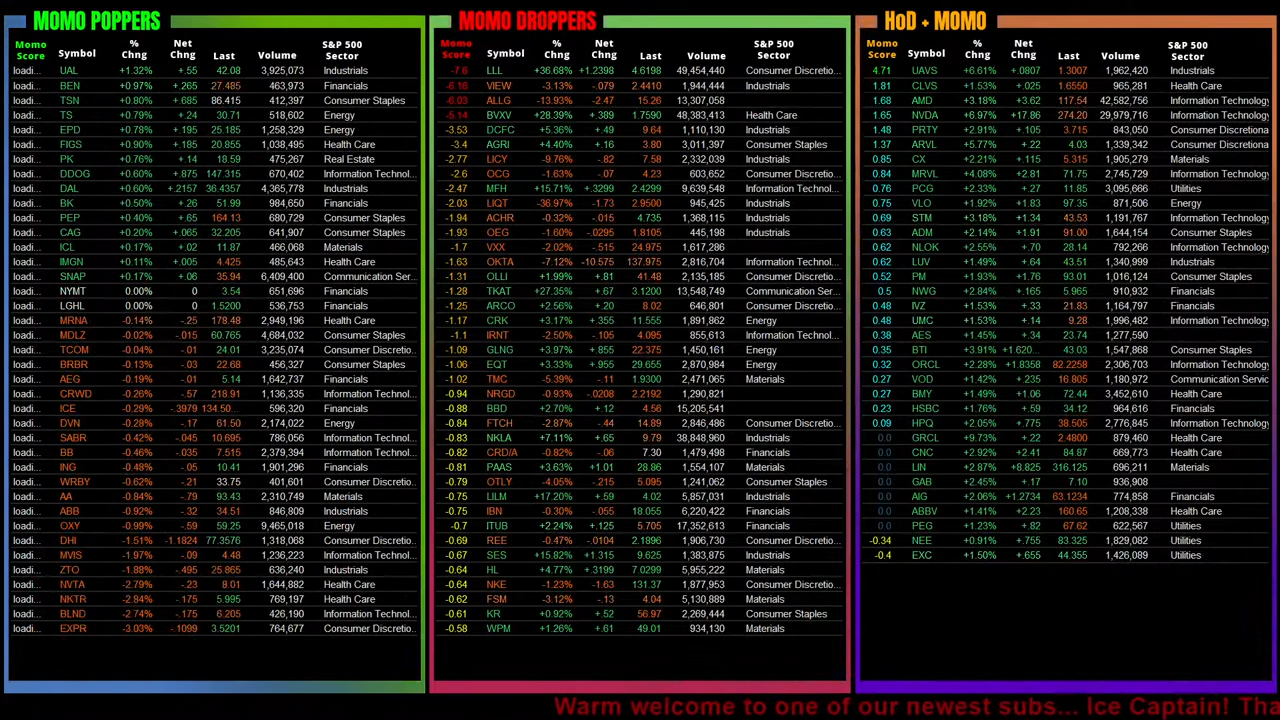 MOMO POPPERS
Momo Score Symbol % Chng Net Chng Last Volume S&P 500 Sector
loadi... UAL +1.32% +.55 42.08 3,925,073 Industrials
loadi... BEN +0.97% +.265 27.485 463,973 Financials
loadi... TSN +0.80% +.685 86.415 412,397 Consumer Staples
loadi... TS +0.79% +.24 30.71 518,602 Energy
loadi... EPD +0.78% +.195 25.185 1,258,329 Energy
loadi... FIGS +0.90% +.185 20.855 1,038,495 Health Care
loadi... PK +0.76% +.14 18.59 475,267 Real Estate
loadi... DDOG +0.60% +.875 147.315 670,402 Information Technol...
loadi... DAL +0.60% +.2157 36.4357 4,365,778 Industrials
loadi... BK +0.50% +.26 51.99 984,650 Financials
loadi... PEP +0.40% +.65 164.13 680,729 Consumer Staples
loadi... CAG +0.20% +.065 32.205 641,907 Consumer Staples
loadi... ICL +0.17% +.02 11.87 466,068 Materials
loadi... IMGN +0.11% +.005 4.425 485,643 Health Care
loadi... SNAP +0.17% +.06 35.94 6,409,400 Communication Ser...
loadi... NYMT 0.00% 0 3.54 651,696 Financials
loadi... LGHL 0.00% 0 1.5200 536,753 Financials
loadi... MRNA -0.14% -.25 178.48 2,949,196 Health Care
loadi... MDLZ -0.02% -.015 60.765 4,684,032 Consumer Staples
loadi... TCOM -0.04% -.01 24.01 3,235,074 Consumer Discretio...
loadi... BRBR -0.13% -.03 22.68 456,327 Consumer Staples
loadi... AEG -0.19% -.01 5.14 1,642,737 Financials
loadi... CRWD -0.26% -.57 218.91 1,136,335 Information Technol...
loadi... ICE -0.29% -.3979 134.50... 596,320 Financials
loadi... DVN -0.28% -.17 61.50 2,174,022 Energy
loadi... SABR -0.42% -.045 10.695 786,056 Information Technol...
loadi... BB -0.46% -.035 7.515 2,379,394 Information Technol...
loadi... ING -0.48% -.05 10.41 1,901,296 Financials
loadi... WRBY -0.62% -.21 33.75 401,601 Consumer Discretio...
loadi... AA -0.84% -.79 93.43 2,310,749 Materials
loadi... ABB -0.92% -.32 34.51 846,809 Industrials
loadi... OXY -0.99% -.59 59.25 9,465,018 Energy
loadi... DHI -1.51% -1.1824 77.3576 1,318,068 Consumer Discretio...
loadi... MVIS -1.97% -.09 4.48 1,236,223 Information Technol...
loadi... ZTO -1.88% -.495 25.865 636,240 Industrials
loadi... NVTA -2.79% -.23 8.01 1,644,882 Health Care
loadi... NKTR -2.84% -.175 5.995 769,197 Health Care
loadi... BLND -2.74% -.175 6.205 426,190 Information Technol...
loadi... EXPR -3.03% -.1099 3.5201 764,677 Consumer Discretio...
MOMO DROPPERS
Momo Score Symbol % Chng Net Chng Last Volume S&P 500 Sector
-7.6 LLL +36.68% +1.2398 4.6198 49,454,440 Consumer Discretio...
-6.16 VIEW -3.13% -.079 2.4410 1,944,444 Industrials
-6.03 ALLG -13.93% -2.47 15.26 13,307,058
-5.14 BVXV +28.39% +.389 1.7590 48,383,413 Health Care
-3.53 DCFC +5.36% +.49 9.64 1,110,130 Industrials
-3.4 AGRI +4.40% +.16 3.80 3,011,397 Consumer Staples
-2.77 LICY -9.76% -.82 7.58 2,332,039 Industrials
-2.6 OCG -1.63% -.07 4.23 603,652 Consumer Discretio...
-2.47 MFH +15.71% +.3299 2.4299 9,639,548 Information Technol...
-2.03 LIQT -36.97% -1.73 2.9500 945,425 Industrials
-1.94 ACHR -0.32% -.015 4.735 1,368,115 Industrials
-1.93 OEG -1.60% -.0295 1.8105 445,198 Industrials
-1.7 VXX -2.02% -.515 24.975 1,617,286
-1.63 OKTA -7.12% -10.575 137.975 2,816,704 Information Technol...
-1.31 OLLI +1.99% +.81 41.48 2,135,185 Consumer Discretio...
-1.28 TKAT +27.35% +.67 3.1200 13,548,749 Communication Ser...
-1.25 ARCO +2.56% +.20 8.02 646,801 Consumer Discretio...
-1.17 CRK +3.17% +.355 11.555 1,891,862 Energy
-1.1 IRNT -2.50% -.105 4.095 855,613 Information Technol...
-1.09 GLNG +3.97% +.855 22.375 1,450,161 Energy
-1.06 EQT +3.33% +.955 29.655 2,870,984 Energy
-1.02 TMC -5.39% -.11 1.9300 2,471,065 Materials
-0.94 NRGD -0.93% -.0208 2.2192 1,290,821
-0.88 BBD +2.70% +.12 4.56 15,205,541
-0.84 FTCH -2.87% -.44 14.89 2,846,486 Consumer Discretio...
-0.83 NKLA +7.11% +.65 9.79 38,848,960 Industrials
-0.82 CRD/A -0.82% -.06 7.30 1,479,498 Financials
-0.81 PAAS +3.63% +1.01 28.86 1,554,107 Materials
-0.79 OTLY -4.05% -.215 5.095 1,241,062 Consumer Staples
-0.75 LILM +17.20% +.59 4.02 5,857,031 Industrials
-0.75 IBN -0.30% -.055 18.055 6,220,422 Financials
-0.7 ITUB +2.24% +.125 5.705 17,352,613 Financials
-0.69 REE -0.47% -.0104 2.1896 1,906,730 Consumer Discretio...
-0.67 SES +15.82% +1.315 9.625 1,383,875 Industrials
-0.64 HL +4.77% +.3199 7.0299 5,955,222 Materials
-0.64 NKE -1.23% -1.63 131.37 1,877,953 Consumer Discretio...
-0.62 FSM -3.12% -.13 4.04 5,130,889 Materials
-0.61 KR +0.92% +.52 56.97 2,269,444 Consumer Staples
-0.58 WPM +1.26% +.61 49.01 934,130 Materials
HoD + MOMO
Momo Score Symbol % Chng Net Chng Last Volume S&P 500 Sector
4.71 UAVS +6.61% +.0807 1.3007 1,962,420 Industrials
1.81 CLVS +1.53% +.025 1.6550 965,281 Health Care
1.68 AMD +3.18% +3.62 117.54 42,582,756 Information Technology
1.65 NVDA +6.97% +17.86 274.20 29,979,716 Information Technology
1.48 PRTY +2.91% +.105 3.715 843,050 Consumer Discretiona
1.37 ARVL +5.77% +.22 4.03 1,339,342 Consumer Discretiona
0.85 CX +2.21% +.115 5.315 1,905,279 Materials
0.84 MRVL +4.08% +2.81 71.75 2,745,729 Information Technology
0.76 PCG +2.33% +.27 11.85 3,095,666 Utilities
0.75 VLO +1.92% +1.83 97.35 871,506 Energy
0.69 STM +3.18% +1.34 43.53 1,191,767 Information Technology
0.63 ADM +2.14% +1.91 91.00 1,644,154 Consumer Staples
0.62 NLOK +2.55% +.70 28.14 792,266 Information Technology
0.62 LUV +1.49% +.64 43.51 1,340,999 Industrials
0.52 PM +1.93% +1.76 93.01 1,016,124 Consumer Staples
0.5 NWG +2.84% +.165 5.965 910,932 Financials
0.48 IVZ +1.53% +.33 21.83 1,164,797 Financials
0.48 UMC +1.53% +.14 9.28 1,996,482 Information Technology
0.38 AES +1.45% +.34 23.74 1,277,590
0.35 BTI +3.91% +1.620... 43.03 1,547,868 Consumer Staples
0.32 ORCL +2.28% +1.8358 82.2258 2,306,703 Information Technology
0.27 VOD +1.42% +.235 16.805 1,180,972 Communication Servic
0.27 BMY +1.49% +1.06 72.44 3,452,610 Health Care
0.23 HSBC +1.76% +.59 34.12 964,616 Financials
0.09 HPQ +2.05% +.775 38.505 2,776,845 Information Technology
0.0 GRCL +9.73% +.22 2.4800 879,460 Health Care
0.0 CNC +2.92% +2.41 84.87 669,773 Health Care
0.0 LIN +2.87% +8.825 316.125 696,211 Materials
0.0 GAB +2.45% +.17 7.10 936,908
0.0 AIG +2.06% +1.2734 63.1234 774,858 Financials
0.0 ABBV +1.41% +2.23 160.65 1,208,338 Health Care
0.0 PEG +1.23% +.82 67.62 622,567 Utilities
-0.34 NEE +0.91% +.755 83.325 1,829,082 Utilities
-0.4 EXC +1.50% +.655 44.355 1,426,089 Utilities
Warm welcome to one of our newest subs... Ice Captain! Tha